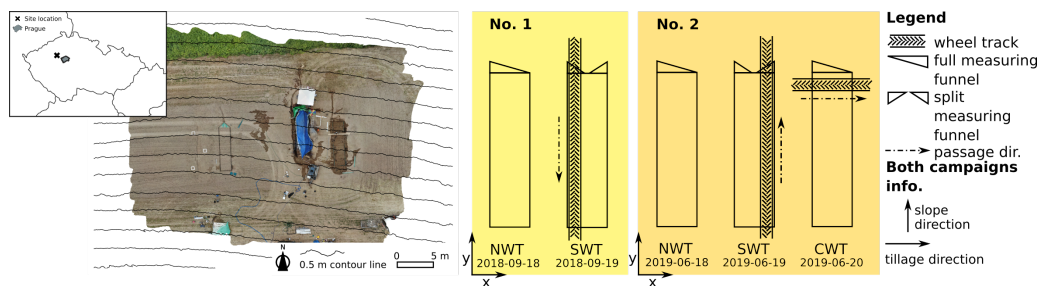 Site location
Prague
N
0.5 m contour line
0
5 m
No. 1
NWT
2018-09-18
SWT
2018-09-19
y
x
No. 2
NWT
2019-06-18
SWT
2019-06-19
CWT
2019-06-20
y
x
Legend
wheel track
full measuring
funnel
split
measuring
funnel
passage dir.
Both campaigns
info.
slope
direction
tillage direction